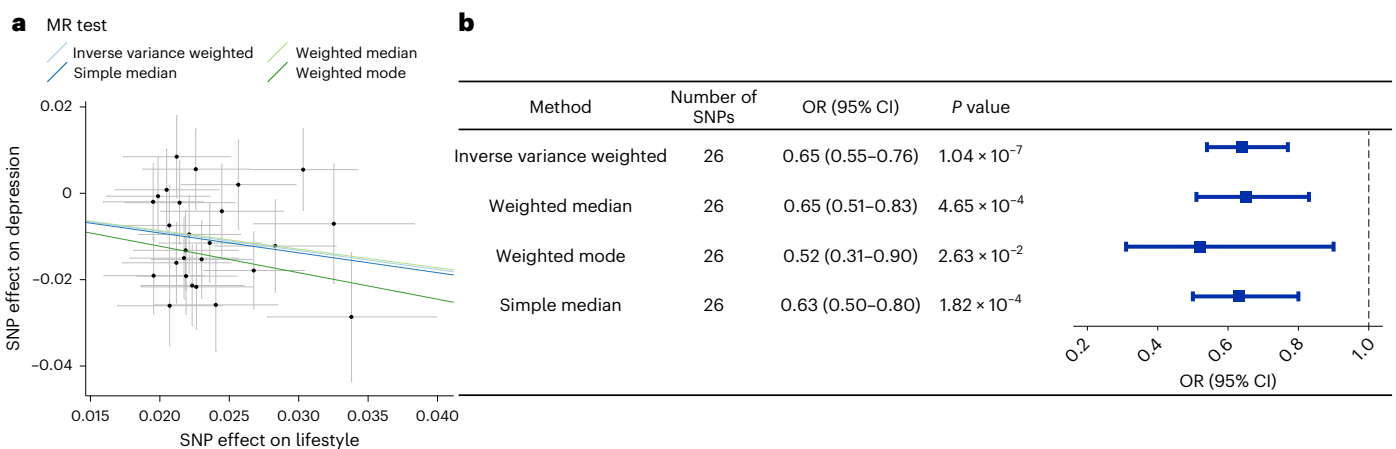 a
MR test
Inverse variance weighted
Weighted median
Simple median
Weighted mode
0.02
0
−0.02
−0.04
SNP effect on depression
0.015 0.020 0.025 0.030 0.035 0.040
SNP effect on lifestyle
b
Method Number of SNPs OR (95% CI) P value
Inverse variance weighted 26 0.65 (0.55–0.76) 1.04 × 10⁻⁷
Weighted median 26 0.65 (0.51–0.83) 4.65 × 10⁻⁴
Weighted mode 26 0.52 (0.31–0.90) 2.63 × 10⁻²
Simple median 26 0.63 (0.50–0.80) 1.82 × 10⁻⁴
0.2 0.4 0.6 0.8 1.0
OR (95% CI)